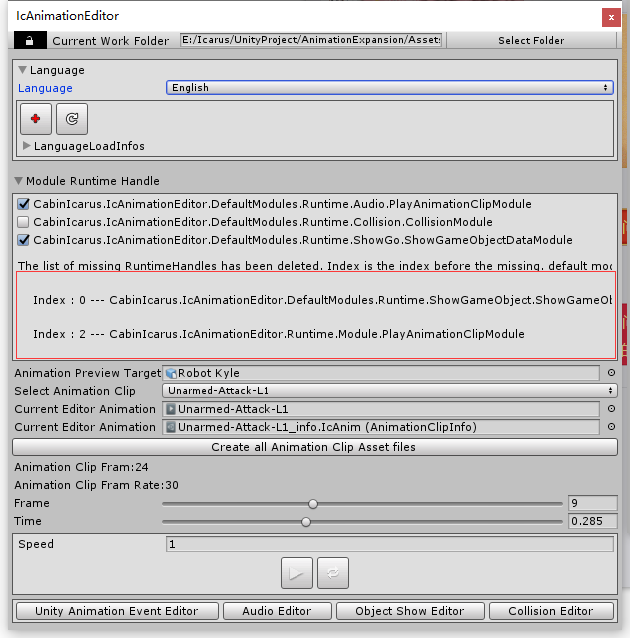 IcAnimationEditor
x
Current Work Folder E:/Icarus/UnityProject/AnimationExpansion/Assets Select Folder
Language
Language English
LanguageLoadInfos
Module Runtime Handle
CabinIcarus.IcAnimationEditor.DefaultModules.Runtime.Audio.PlayAnimationClipModule
CabinIcarus.IcAnimationEditor.DefaultModules.Runtime.Collision.CollisionModule
CabinIcarus.IcAnimationEditor.DefaultModules.Runtime.ShowGo.ShowGameObjectDataModule
The list of missing RuntimeHandles has been deleted. Index is the index before the missing. default mod
Index : 0 --- CabinIcarus.IcAnimationEditor.DefaultModules.Runtime.ShowGameObject.ShowGameOb
Index : 2 --- CabinIcarus.IcAnimationEditor.Runtime.Module.PlayAnimationClipModule
Animation Preview Target Robot Kyle
Select Animation Clip Unarmed-Attack-L1
Current Editor Animation Unarmed-Attack-L1
Current Editor Animation Unarmed-Attack-L1_info.IcAnim (AnimationClipInfo)
Create all Animation Clip Asset files
Animation Clip Fram:24
Animation Clip Fram Rate:30
Frame 9
Time 0.285
Speed 1
Unity Animation Event Editor Audio Editor Object Show Editor Collision Editor